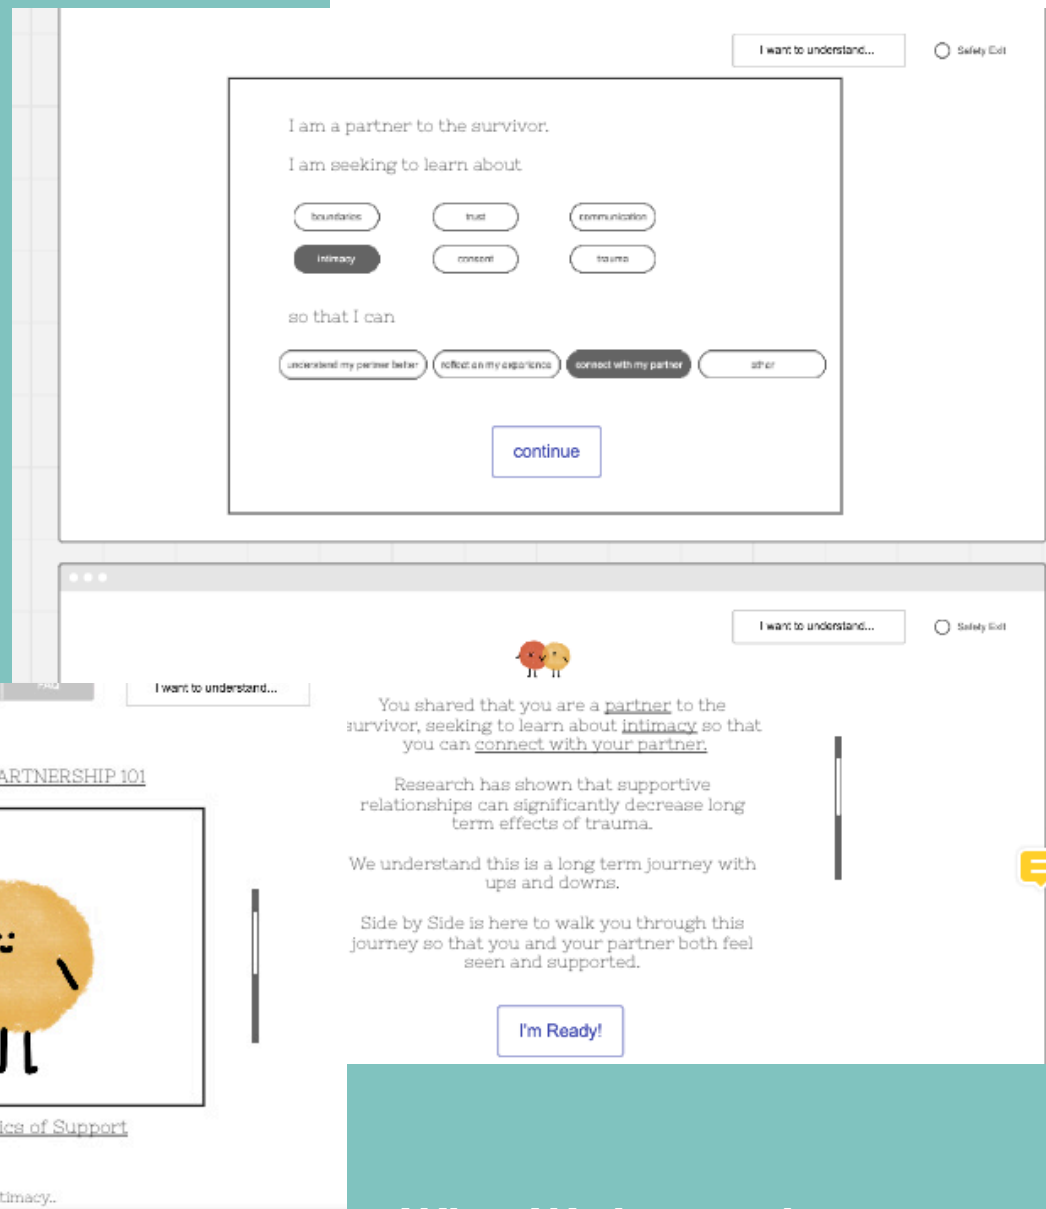 I want to understand...
Safety Exit
I am a partner to the survivor.
I am seeking to learn about
boundaries trust communication
intimacy consent trauma
so that I can
understand my partner better reflect on my experience connect with my partner other
continue
I want to understand...
Safety Exit
You shared that you are a partner to the
survivor, seeking to learn about intimacy so that
you can connect with your partner.
Research has shown that supportive
relationships can significantly decrease long
term effects of trauma.
We understand this is a long term journey with
ups and downs.
Side by Side is here to walk you through this
journey so that you and your partner both feel
seen and supported.
I'm Ready!
FAQ
I want to understand...
ARTNERSHIP 101
ics of Support
timacy..